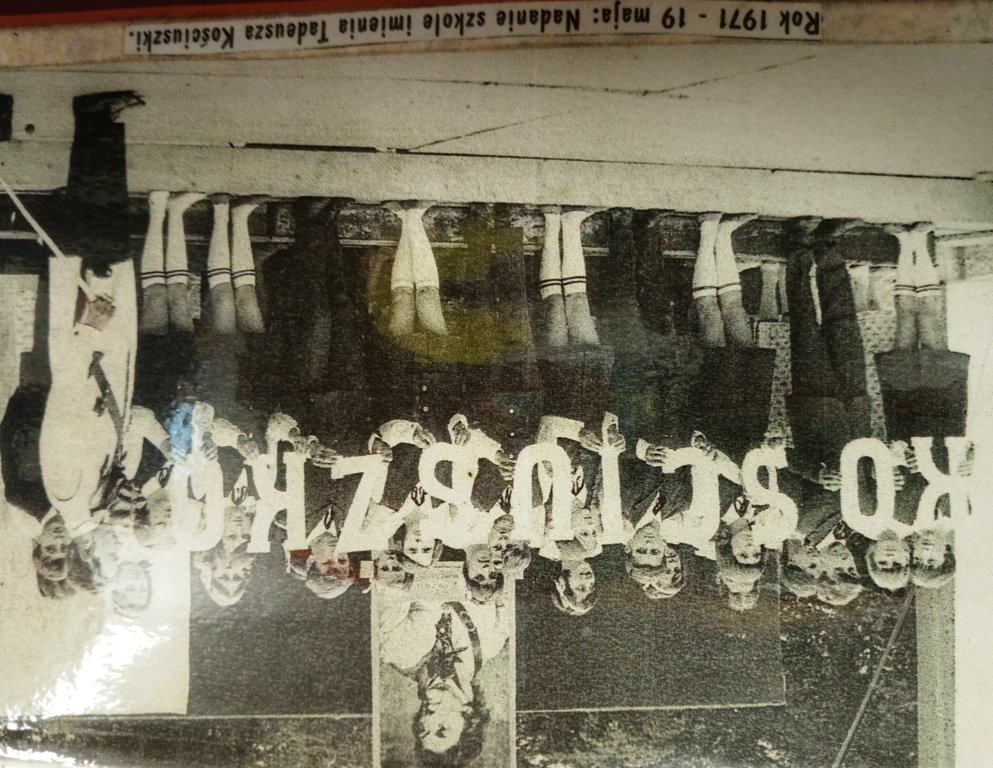 KOSCIUSZKO
Rok 1971 - 19 maja: Nadanie szkole imienia Tadeusza Kościuszki.